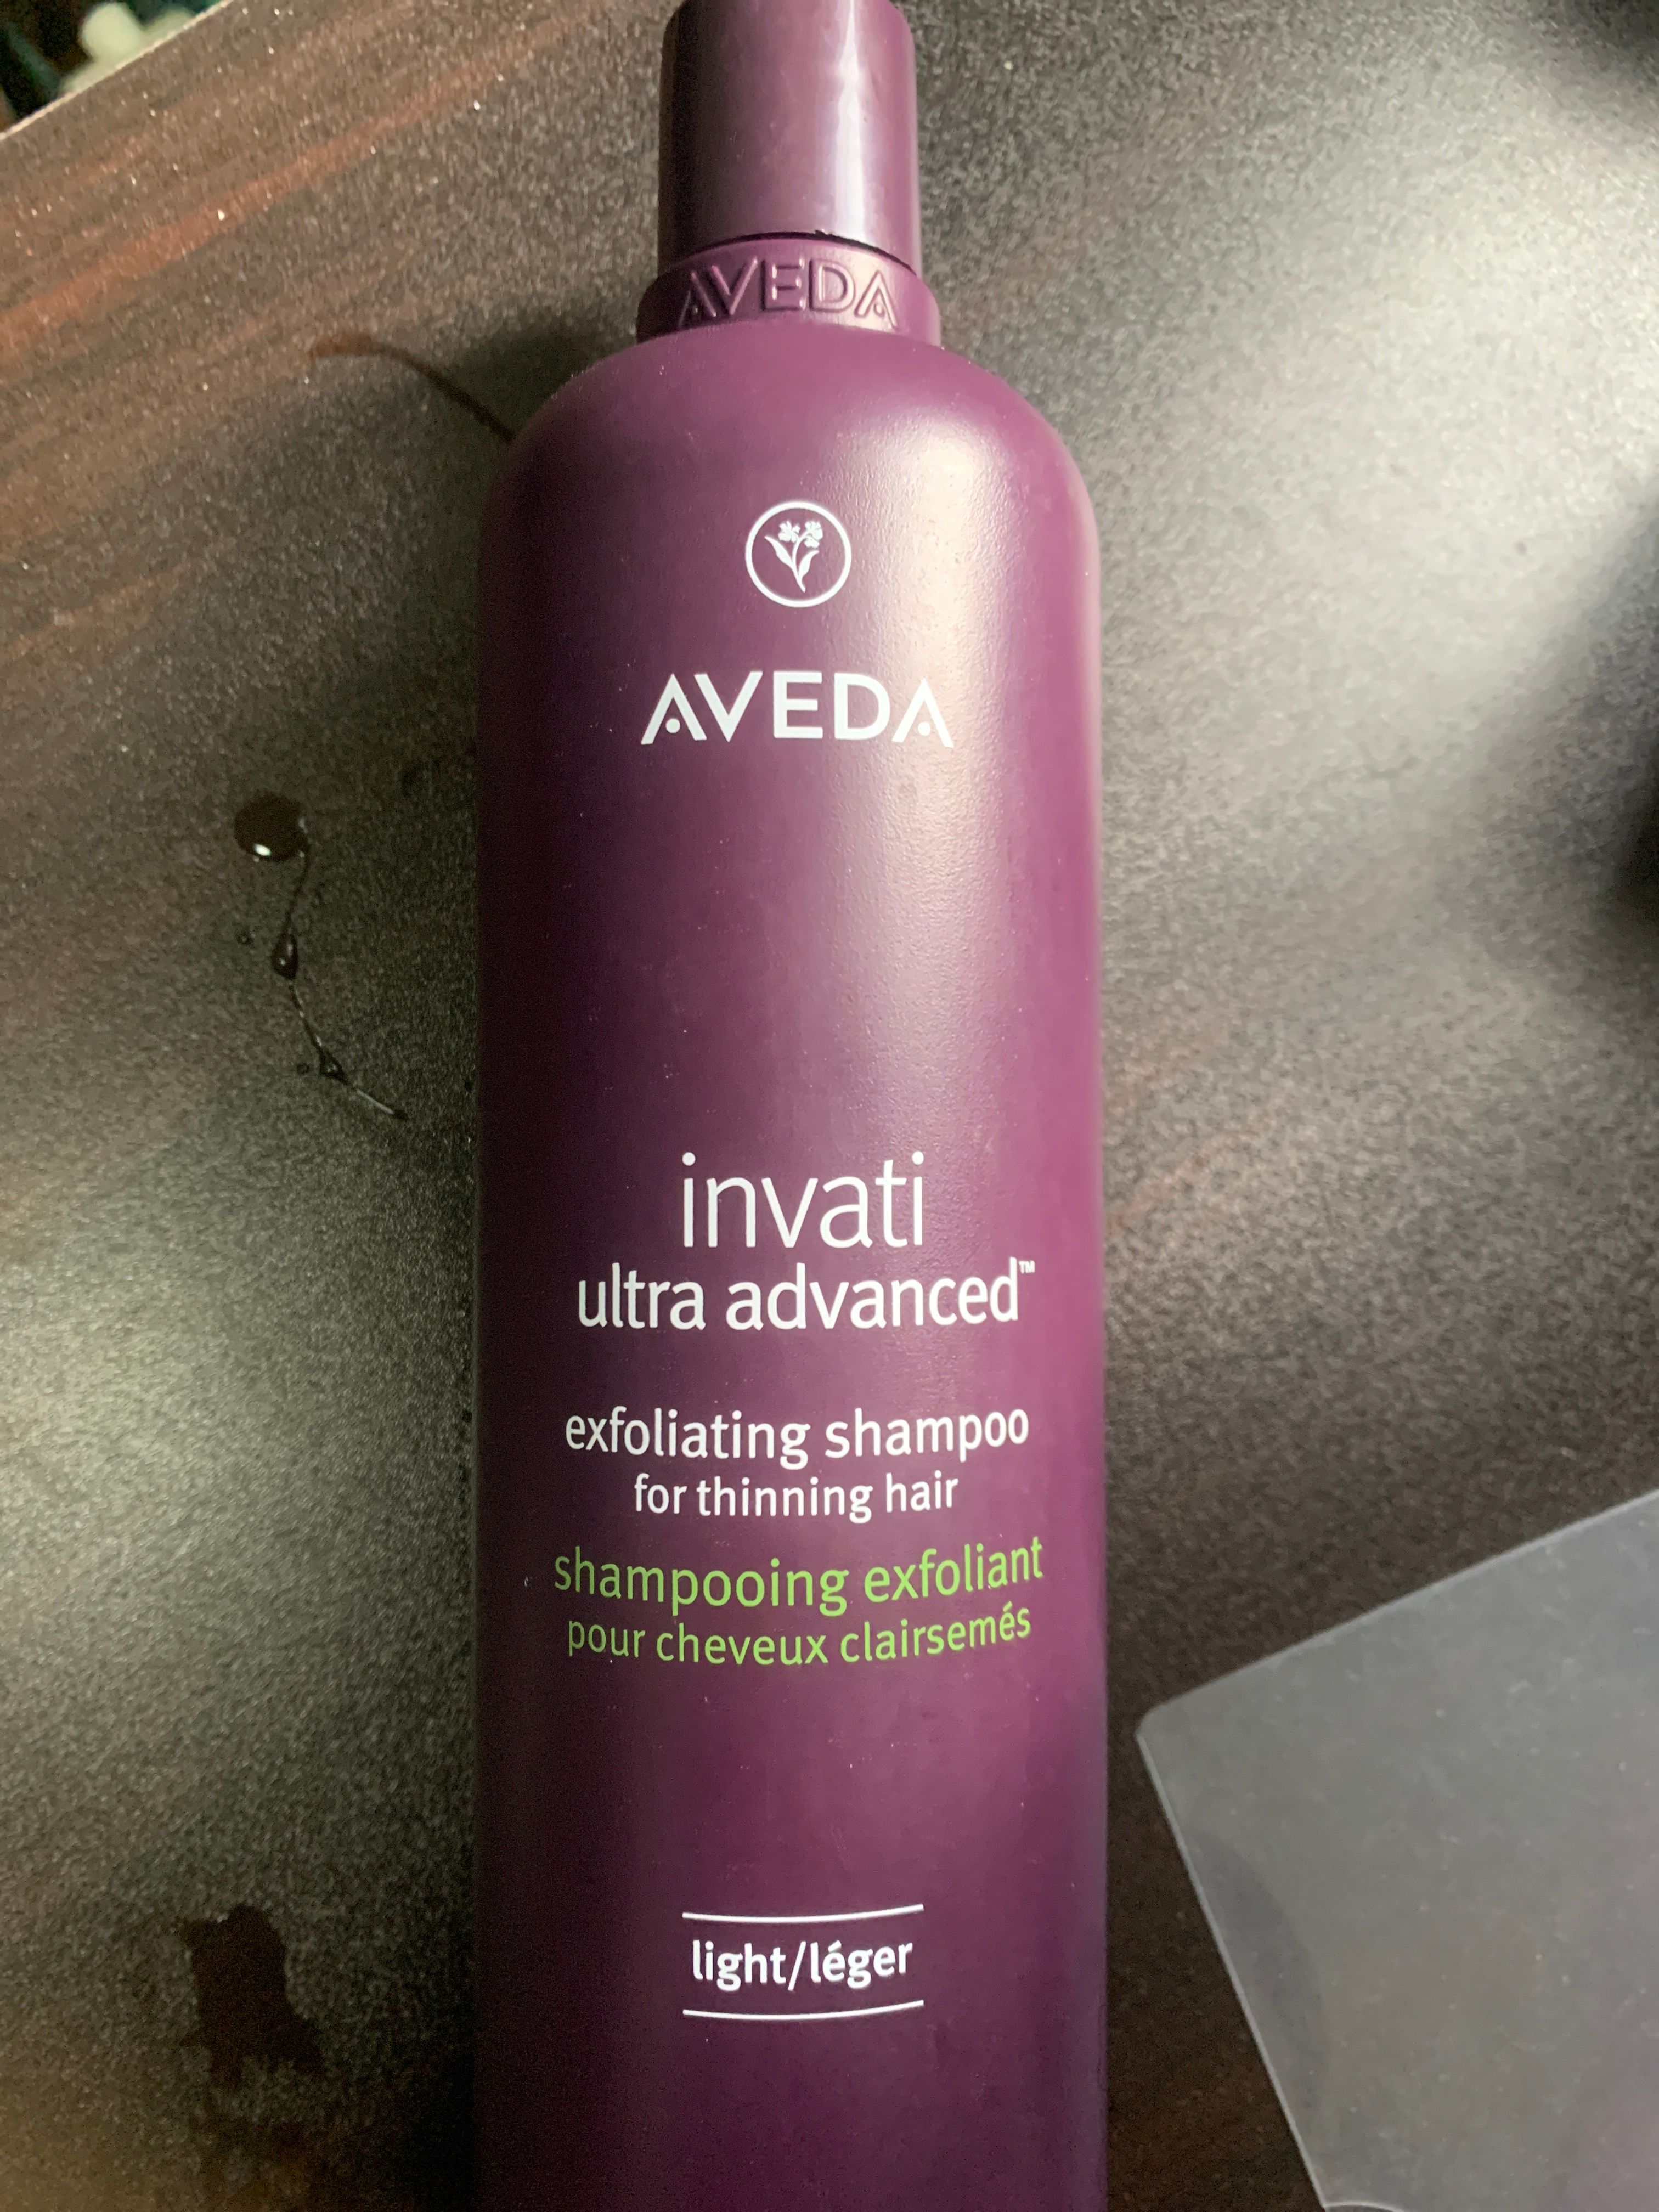 AVEDA
AVEDA
invati
ultra advanced™
exfoliating shampoo
for thinning hair
shampooing exfoliant
pour cheveux clairsemés
light/léger